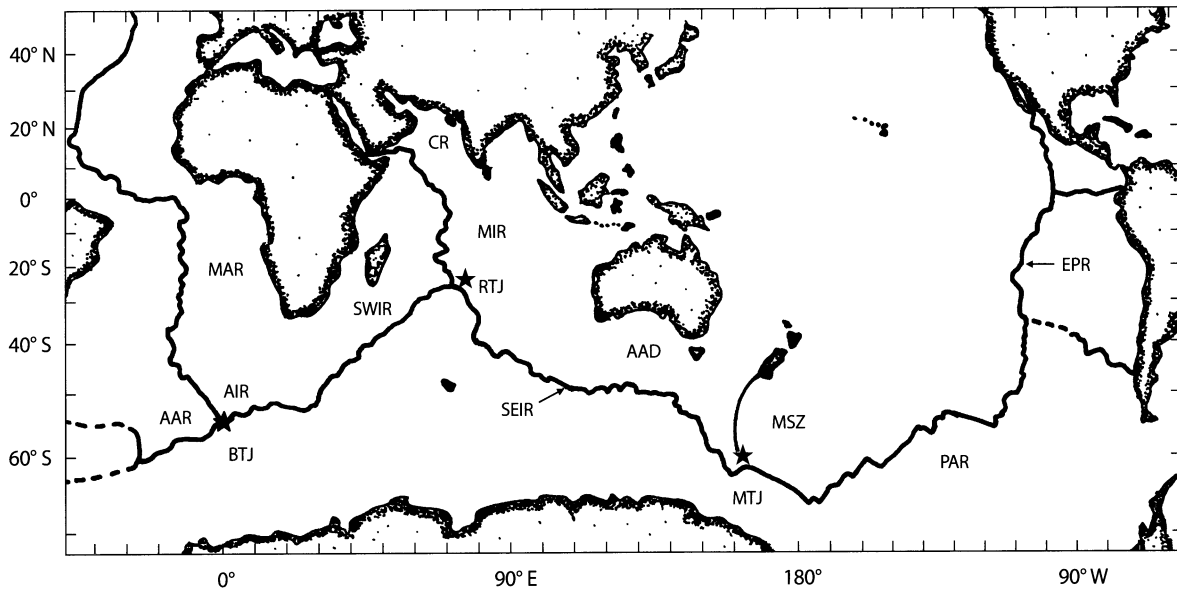 40° N
20° N
0°
20° S
40° S
60° S
CR
MIR
MAR
RTJ
SWIR
EPR
AAD
AIR
SEIR
AAR
MSZ
BTJ
PAR
MTJ
0°
90° E
180°
90° W